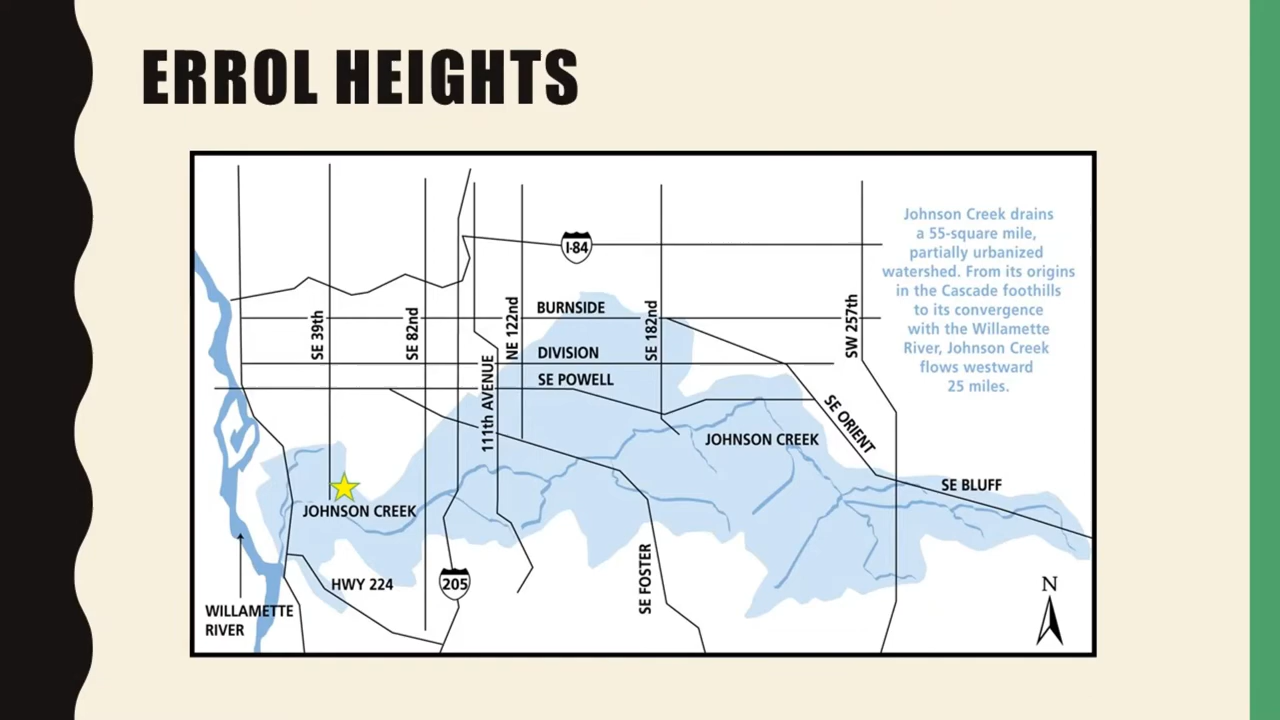 ERROL HEIGHTS
Johnson Creek drains
a 55-square mile,
partially urbanized
watershed. From its origins
in the Cascade foothills
to its convergence
with the Willamette
River, Johnson Creek
flows westward
25 miles.
I-84
BURNSIDE
SE 39th
SE 82nd
NE 122nd
SE 182nd
SW 257th
DIVISION
SE POWELL
111th AVENUE
SE ORIENT
JOHNSON CREEK
SE BLUFF
JOHNSON CREEK
HWY 224
205
SE FOSTER
WILLAMETTE
RIVER
N